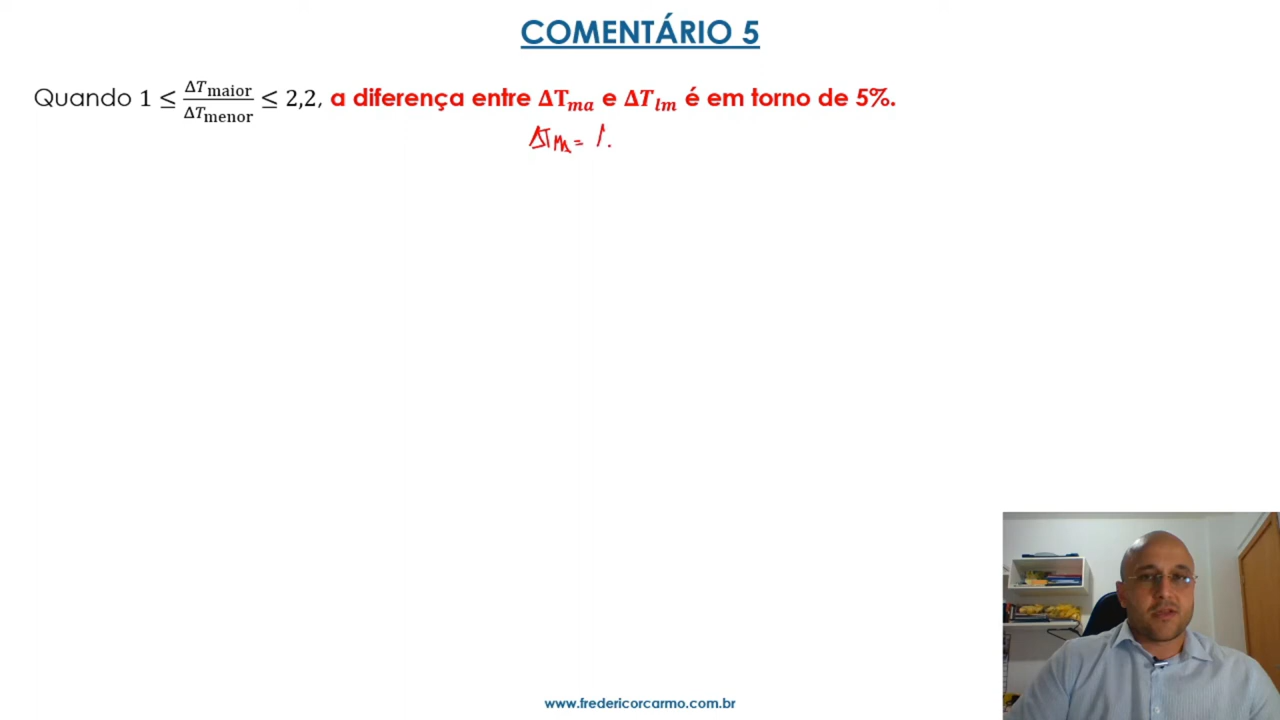 COMENTÁRIO 5
Quando 1 ≤ ΔTmaior/ΔTmenor ≤ 2,2, a diferença entre ΔTma e ΔTlm é em torno de 5%.
ΔTma =
www.fredericorcarmo.com.br